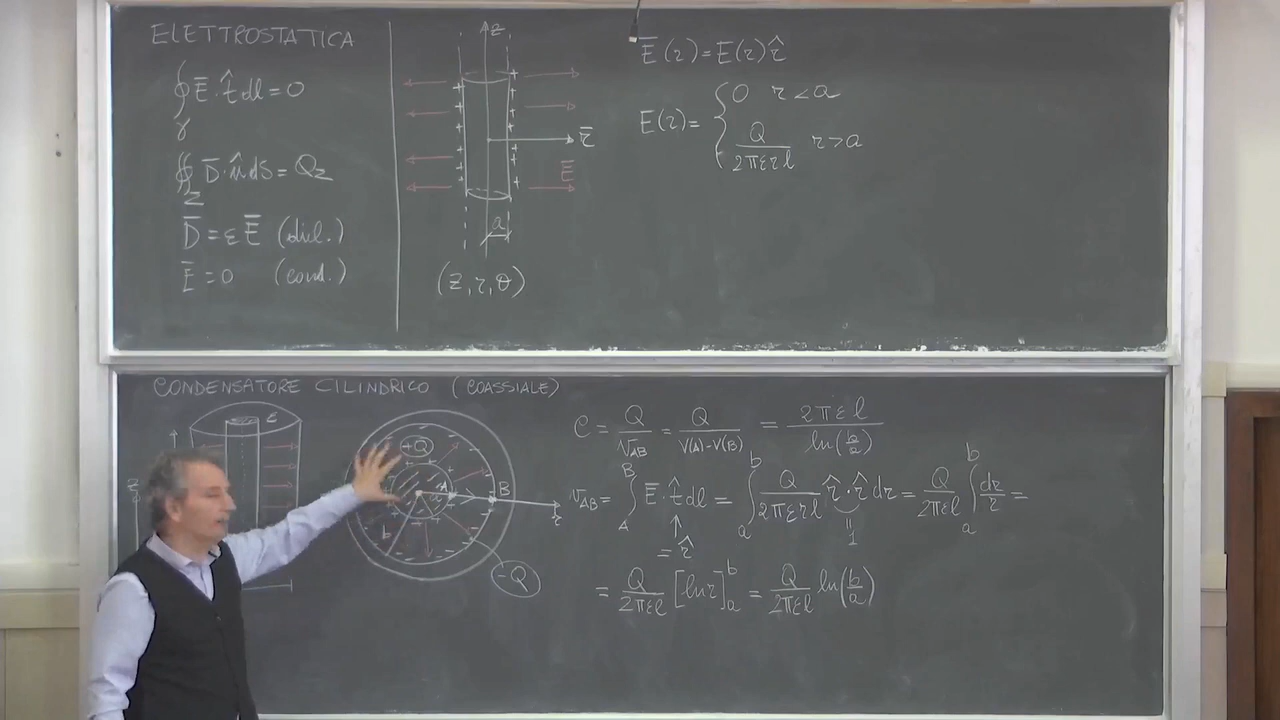 ELETTROSTATICA
∮ Ē · t̂ dl = 0
γ
∯ D̄ · n̂ dS = Q_Σ
Σ
D̄ = ε Ē (diel.)
Ē = 0 (cond.)
z
+ + + + + + + + + + + +
r̄
E
a
(z, r, θ)
Ē(r) = E(r) r̂
E(r) = { 0 r < a
Q / 2πεrl r > a
CONDENSATORE CILINDRICO (COASSIALE)
ε
z
+Q
A
B
a
b
r
-Q
C = Q / v_AB = Q / V(A)-V(B) = 2πεl / ln(b/a)
v_AB = ∫_A^B Ē · t̂ dl = ∫_a^b Q / 2πεrl r̂ · r̂ dr = Q / 2πεl ∫_a^b dr / r =
↑
= r̂
=
1
= Q / 2πεl [ln r]_a^b = Q / 2πεl ln(b/a)